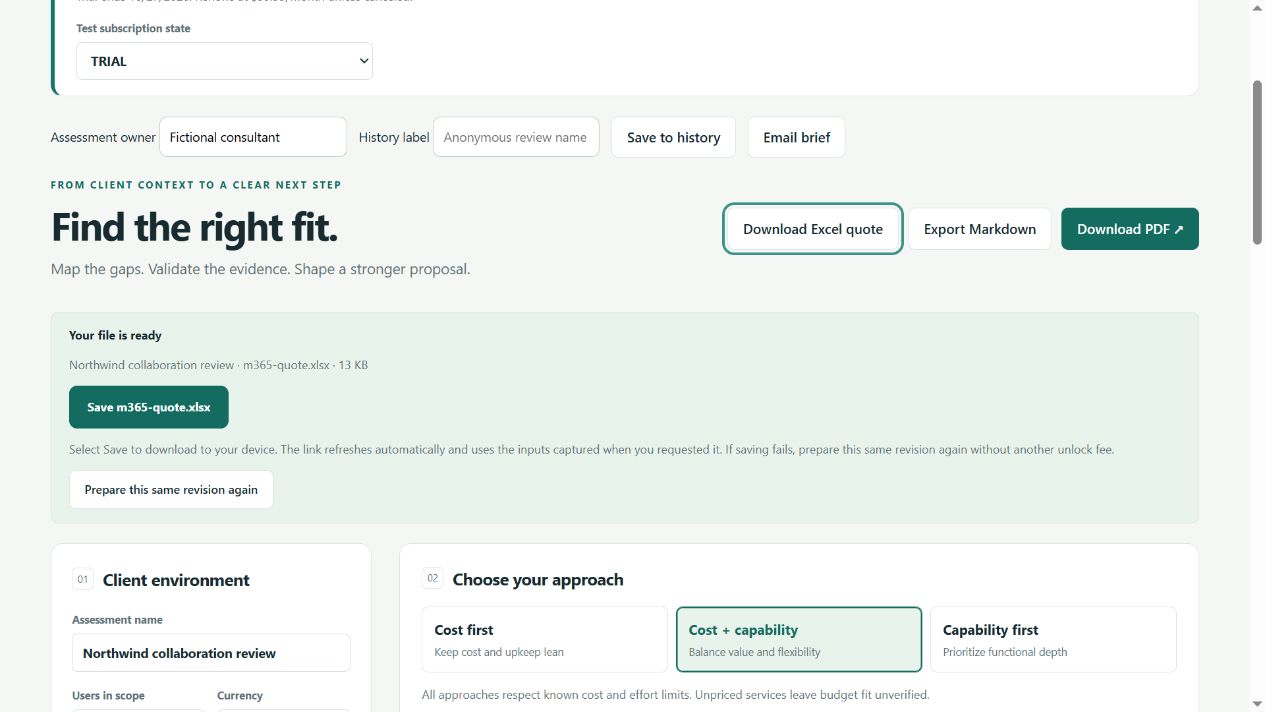 Test subscription state
TRIAL
Assessment owner
Fictional consultant
History label
Anonymous review name
Save to history
Email brief
FROM CLIENT CONTEXT TO A CLEAR NEXT STEP
Find the right fit.
Download Excel quote
Export Markdown
Download PDF ↗
Map the gaps. Validate the evidence. Shape a stronger proposal.
Your file is ready
Northwind collaboration review · m365-quote.xlsx · 13 KB
Save m365-quote.xlsx
Select Save to download to your device. The link refreshes automatically and uses the inputs captured when you requested it. If saving fails, prepare this same revision again without another unlock fee.
Prepare this same revision again
01
Client environment
Assessment name
Northwind collaboration review
Users in scope
Currency
02
Choose your approach
Cost first
Keep cost and upkeep lean
Cost + capability
Balance value and flexibility
Capability first
Prioritize functional depth
All approaches respect known cost and effort limits. Unpriced services leave budget fit unverified.